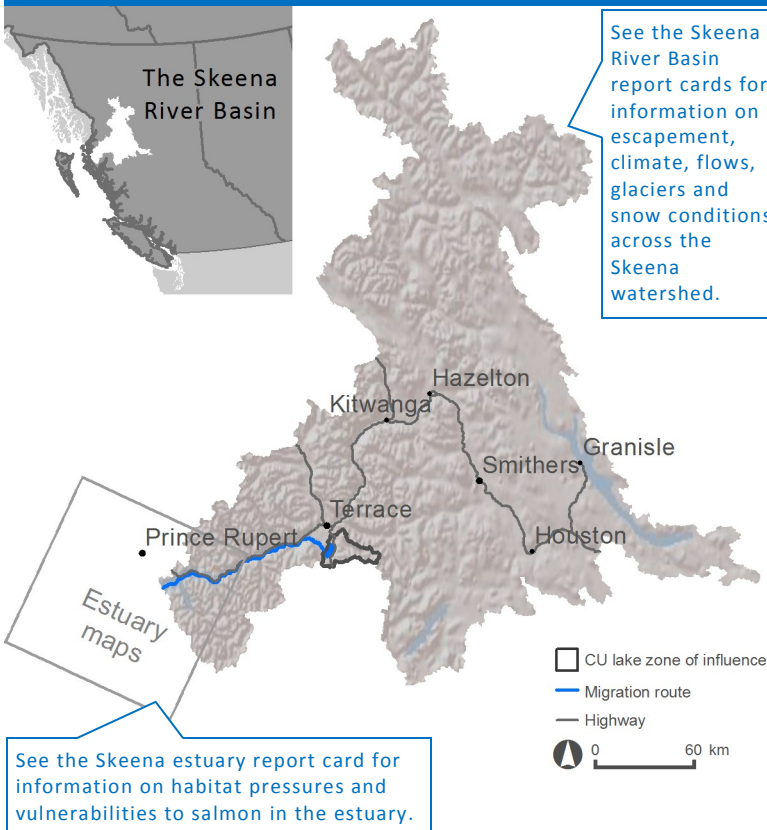 The Skeena
River Basin
See the Skeena
River Basin
report cards for
information on
escapement,
climate, flows,
glaciers and
snow conditions
across the
Skeena
watershed.
Hazelton
Kitwanga
Granisle
Smithers
Terrace
Prince Rupert
Houston
Estuary
maps
CU lake zone of influence
Migration route
Highway
0 60 km
See the Skeena estuary report card for
information on habitat pressures and
vulnerabilities to salmon in the estuary.